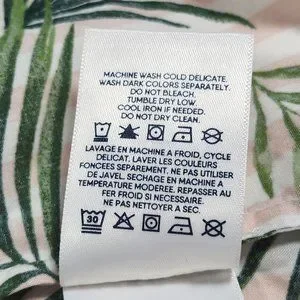 MACHINE WASH COLD DELICATE.
WASH DARK COLORS SEPARATELY.
DO NOT BLEACH.
TUMBLE DRY LOW.
COOL IRON IF NEEDED.
DO NOT DRY CLEAN.
LAVAGE EN MACHINE A FROID, CYCLE
DELICAT. LAVER LES COULEURS
FONCEES SEPAREMENT. NE PAS UTILISER
DE JAVEL. SECHAGE EN MACHINE A
TEMPERATURE MODEREE. REPASSER AU
FER FROID SI NECESSAIRE.
NE PAS NETTOYER A SEC.
30